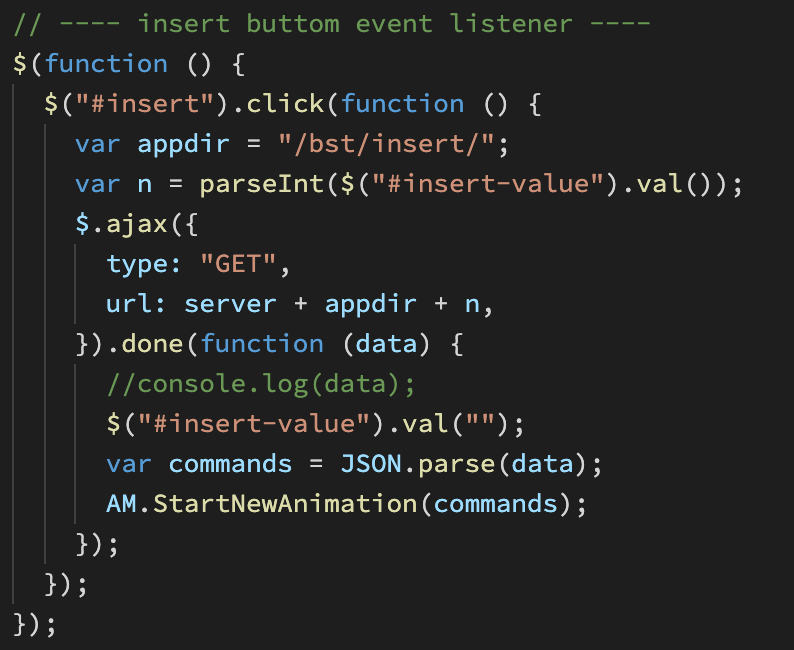 // ---- insert buttom event listener ----
$(function () {
  $("#insert").click(function () {
    var appdir = "/bst/insert/";
    var n = parseInt($("#insert-value").val());
    $.ajax({
      type: "GET",
      url: server + appdir + n,
    }).done(function (data) {
      //console.log(data);
      $("#insert-value").val("");
      var commands = JSON.parse(data);
      AM.StartNewAnimation(commands);
    });
  });
});